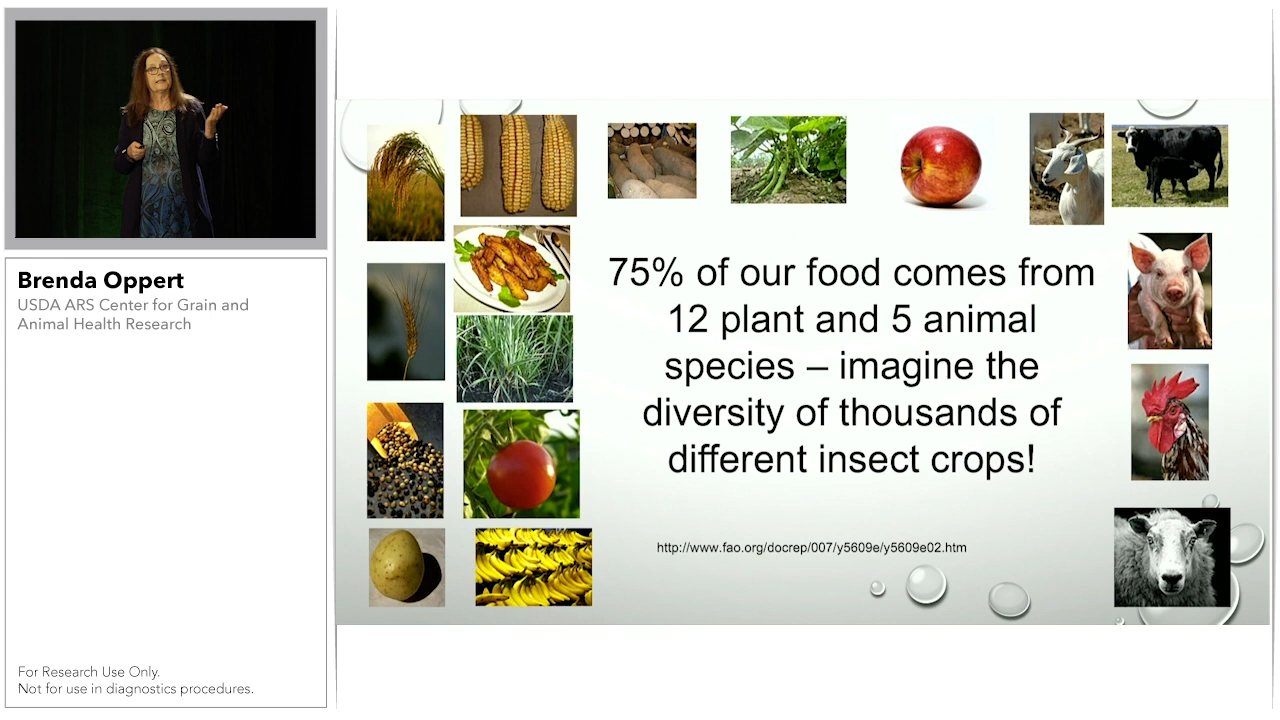 Brenda Oppert
USDA ARS Center for Grain and
Animal Health Research
For Research Use Only.
Not for use in diagnostics procedures.
75% of our food comes from
12 plant and 5 animal
species – imagine the
diversity of thousands of
different insect crops!
http://www.fao.org/docrep/007/y5609e/y5609e02.htm